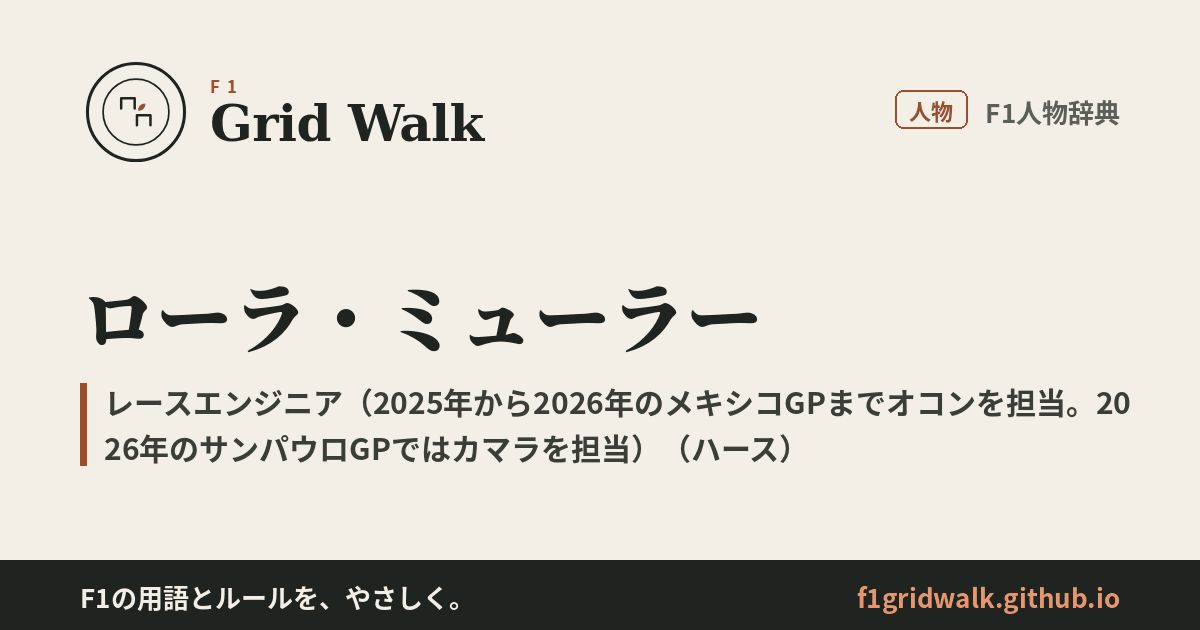 F1
Grid Walk
人物
F1人物辞典
ローラ・ミューラー
レースエンジニア（2025年から2026年のメキシコGPまでオコンを担当。20
26年のサンパウロGPではカマラを担当）（ハース）
F1の用語とルールを、やさしく。
f1gridwalk.github.io